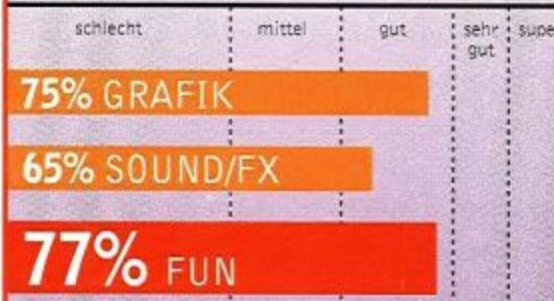 schlecht mittel gut sehr gut supe
75% GRAFIK
65% SOUND/FX
77% FUN